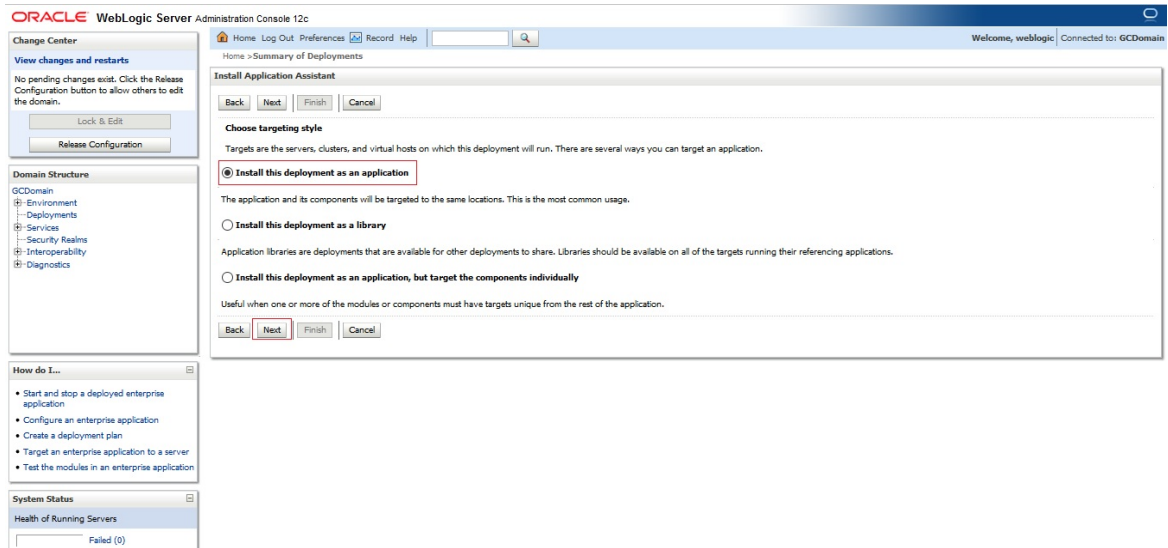 ORACLE WebLogic Server Administration Console 12c
Change Center
View changes and restarts
No pending changes exist. Click the Release
Configuration button to allow others to edit
the domain.
Lock & Edit
Release Configuration
Domain Structure
GCDomain
Environment
Deployments
Services
Security Realms
Interoperability
Diagnostics
How do I...
Start and stop a deployed enterprise
application
Configure an enterprise application
Create a deployment plan
Target an enterprise application to a server
Test the modules in an enterprise application
System Status
Health of Running Servers
Failed (0)
Home Log Out Preferences Record Help
Welcome, weblogic Connected to: GCDomain
Home >Summary of Deployments
Install Application Assistant
Back Next Finish Cancel
Choose targeting style
Targets are the servers, clusters, and virtual hosts on which this deployment will run. There are several ways you can target an application.
Install this deployment as an application
The application and its components will be targeted to the same locations. This is the most common usage.
Install this deployment as a library
Application libraries are deployments that are available for other deployments to share. Libraries should be available on all of the targets running their referencing applications.
Install this deployment as an application, but target the components individually
Useful when one or more of the modules or components must have targets unique from the rest of the application.
Back Next Finish Cancel